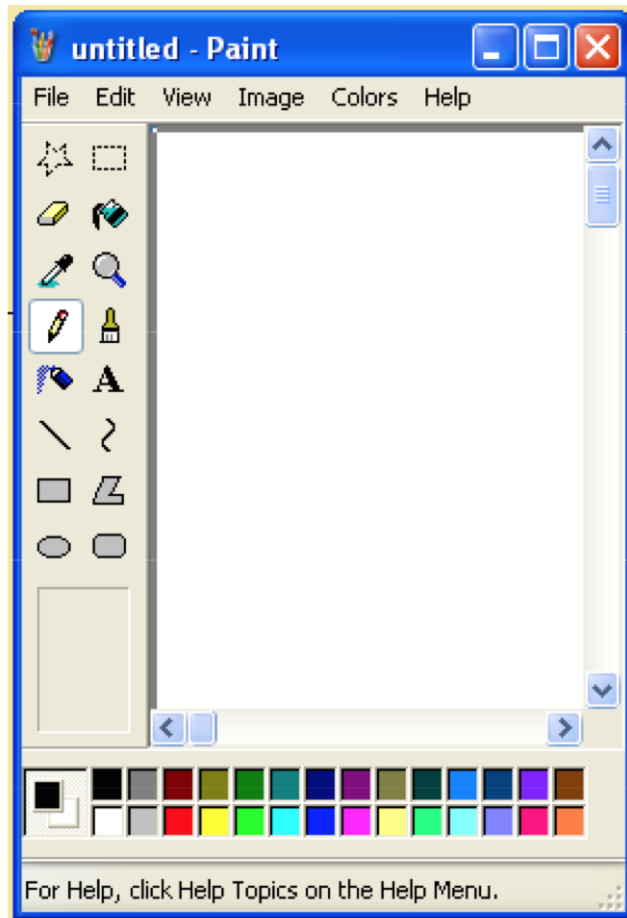 untitled - Paint
File Edit View Image Colors Help
A
For Help, click Help Topics on the Help Menu.